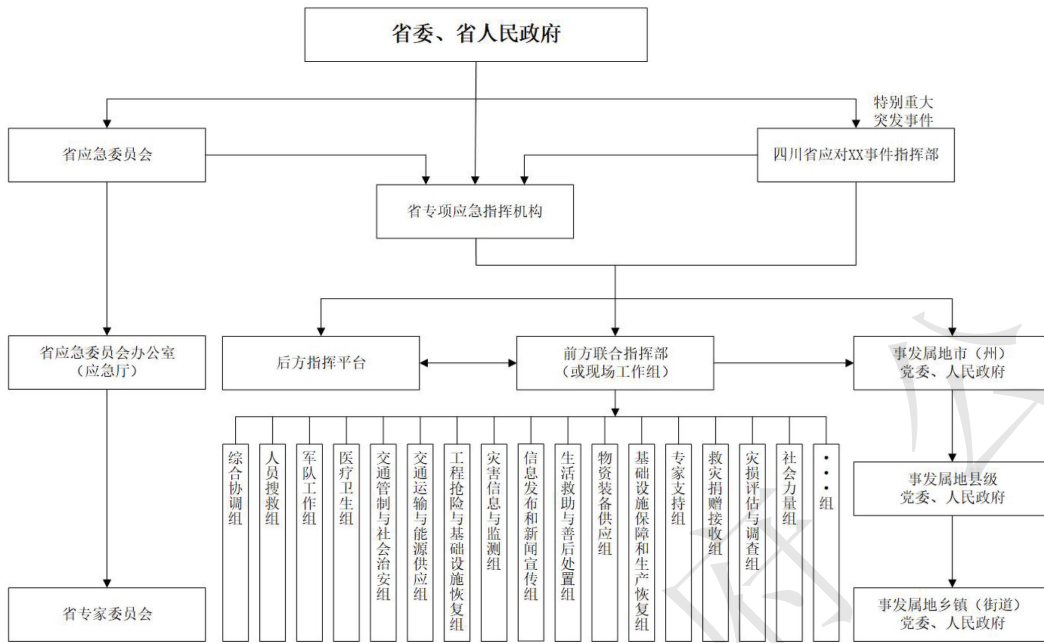 省委、省人民政府
特别重大
突发事件
省应急委员会
四川省应对XX事件指挥部
省专项应急指挥机构
省应急委员会办公室
（应急厅）
后方指挥平台
前方联合指挥部
（或现场工作组）
事发属地市（州）
党委、人民政府
综合协调组
人员搜救组
军队工作组
医疗卫生组
交通管制与社会治安组
交通运输与能源供应组
工程抢险与基础设施恢复组
灾害信息与监测组
信息发布和新闻宣传组
生活救助与善后处置组
物资装备供应组
基础设施保障和生产恢复组
专家支持组
救灾捐赠接收组
灾损评估与调查组
社会力量组
•••组
事发属地县级
党委、人民政府
省专家委员会
事发属地乡镇（街道）
党委、人民政府
府
公